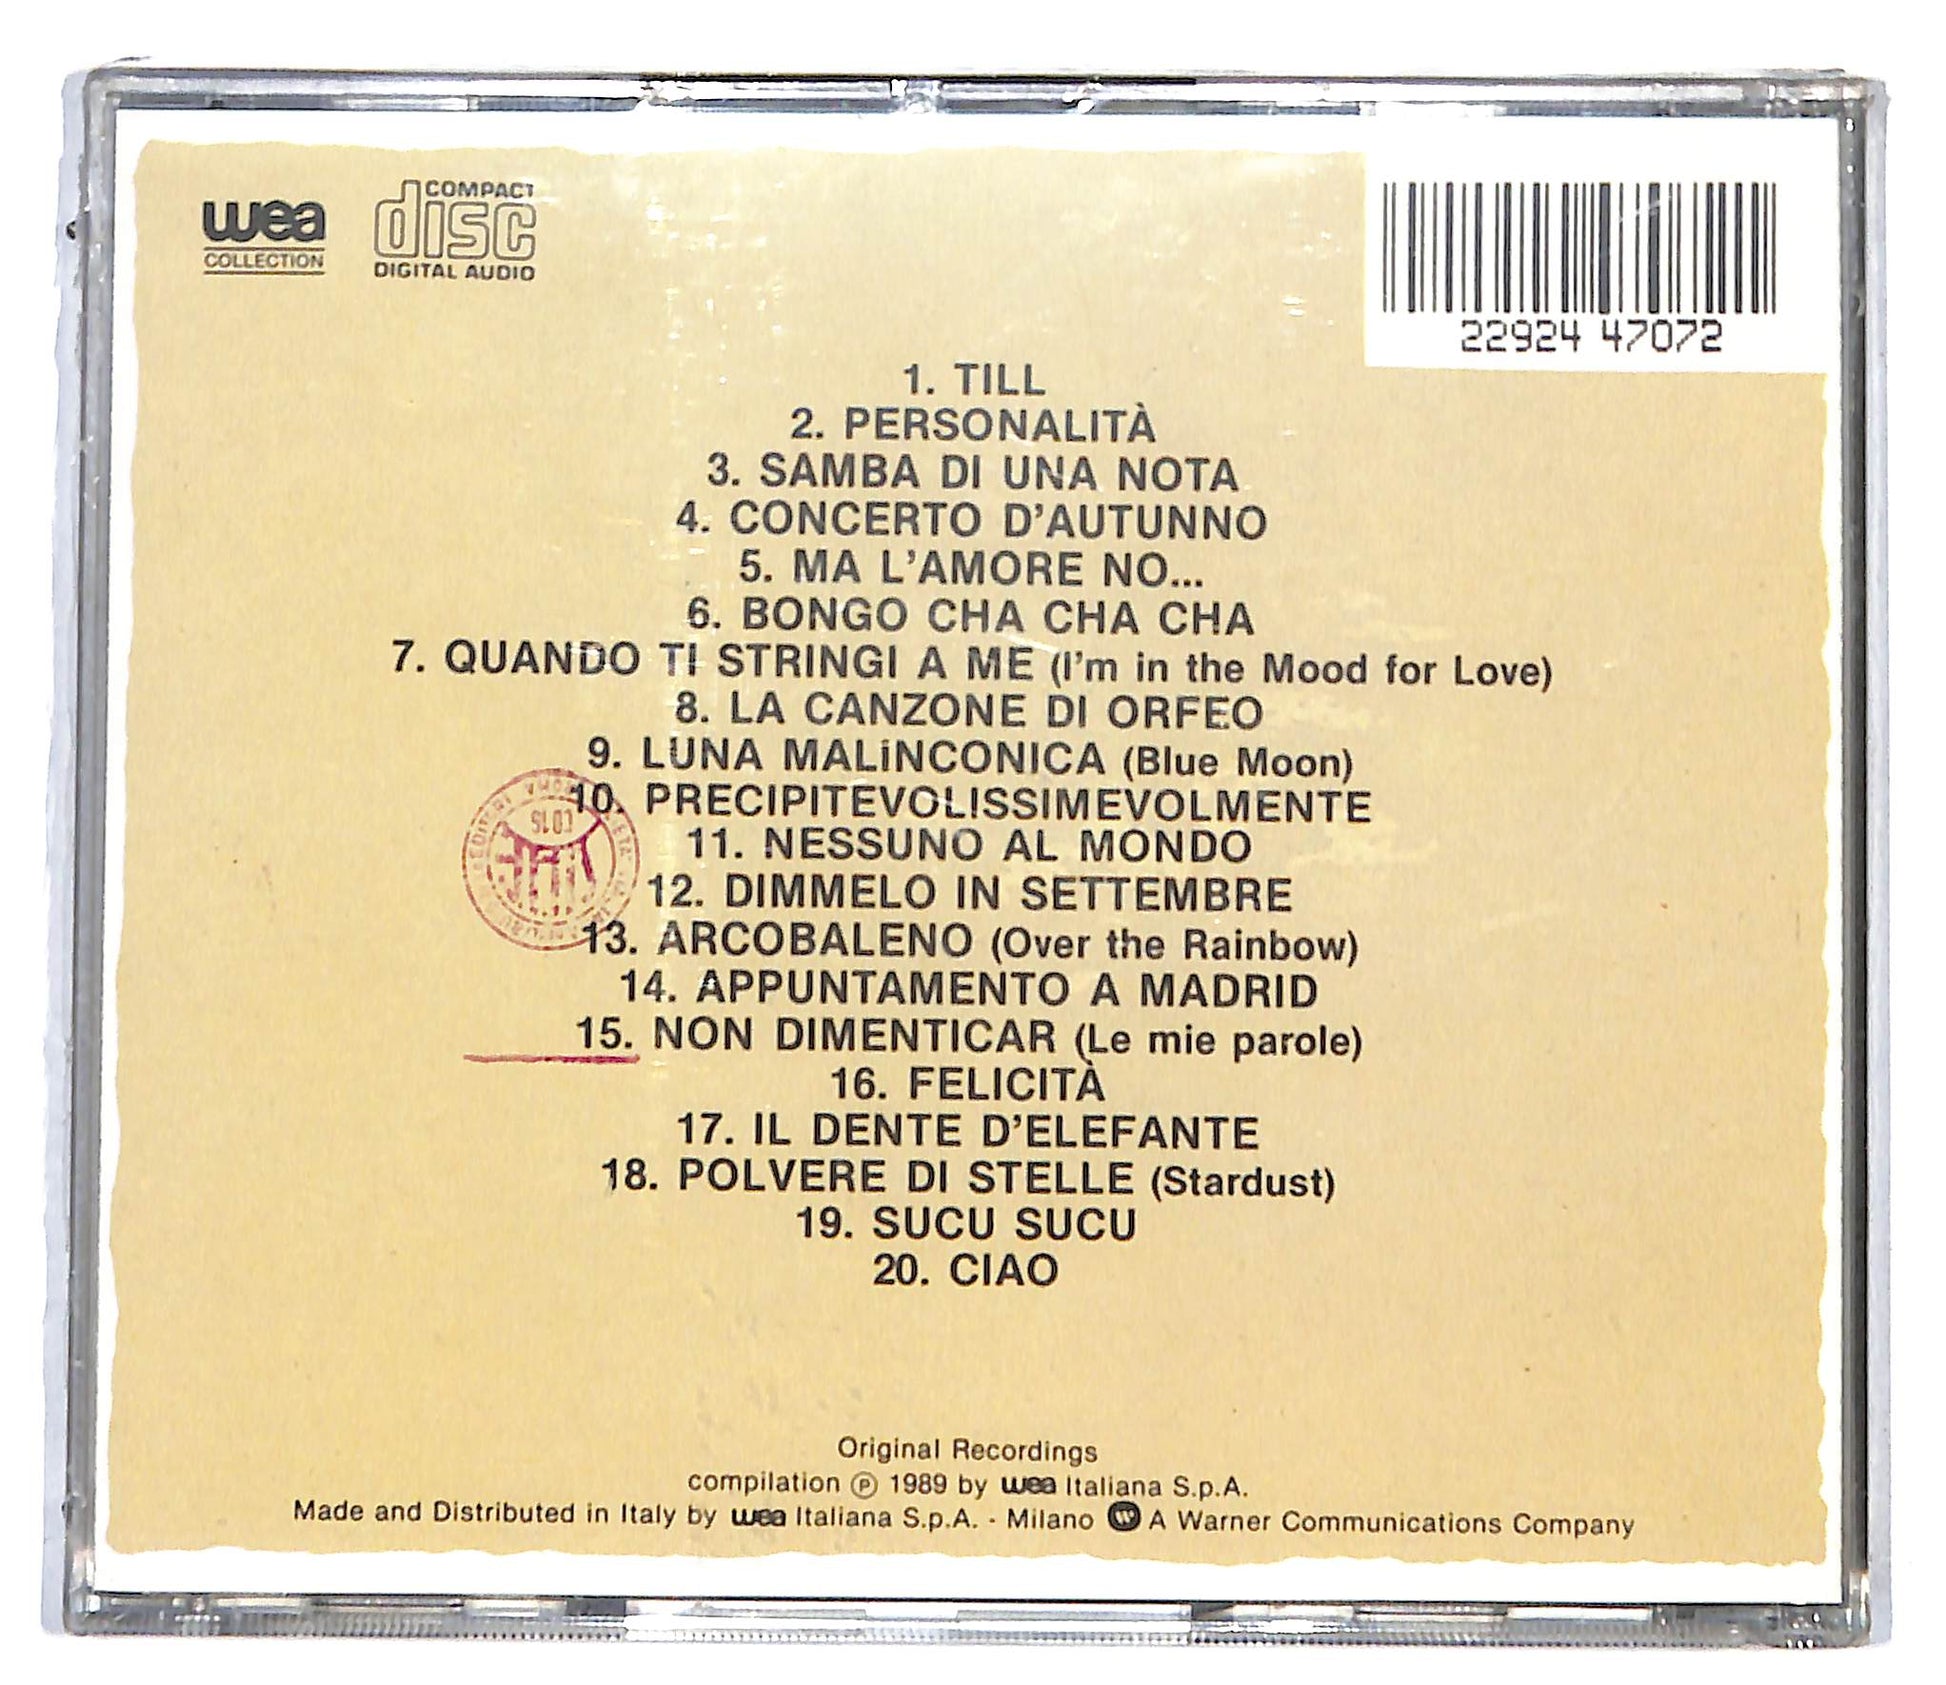 wea
COLLECTION
COMPACT
disc
DIGITAL AUDIO
22924 47072
1. TILL
2. PERSONALITÀ
3. SAMBA DI UNA NOTA
4. CONCERTO D'AUTUNNO
5. MA L'AMORE NO...
6. BONGO CHA CHA CHA
7. QUANDO TI STRINGI A ME (I'm in the Mood for Love)
8. LA CANZONE DI ORFEO
9. LUNA MALINCONICA (Blue Moon)
10. PRECIPITEVOLISSIMEVOLMENTE
11. NESSUNO AL MONDO
12. DIMMELO IN SETTEMBRE
13. ARCOBALENO (Over the Rainbow)
14. APPUNTAMENTO A MADRID
15. NON DIMENTICAR (Le mie parole)
16. FELICITÀ
17. IL DENTE D'ELEFANTE
18. POLVERE DI STELLE (Stardust)
19. SUCU SUCU
20. CIAO
Original Recordings
compilation ℗ 1989 by wea Italiana S.p.A.
Made and Distributed in Italy by wea Italiana S.p.A. - Milano W A Warner Communications Company